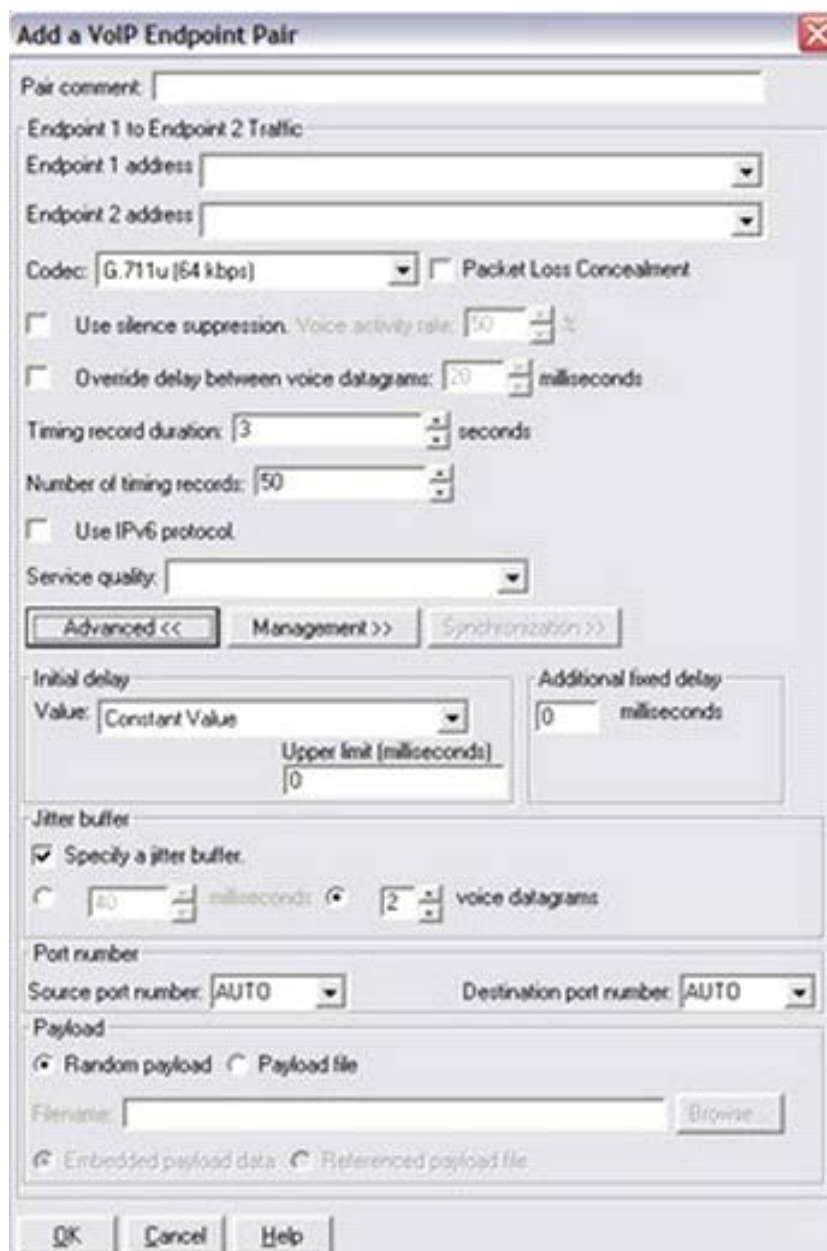 Add a VoIP Endpoint Pair
Pair comment:
Endpoint 1 to Endpoint 2 Traffic
Endpoint 1 address
Endpoint 2 address
Codec: G.711u (64 kbps) Packet Loss Concealment
Use silence suppression. Voice activity rate: 50 %
Override delay between voice datagrams: 20 milliseconds
Timing record duration: 3 seconds
Number of timing records: 50
Use IPv6 protocol.
Service quality:
Advanced << Management >> Synchronization >>
Initial delay Additional fixed delay
Value: Constant Value 0 milliseconds
Upper limit (milliseconds)
0
Jitter buffer
Specify a jitter buffer.
40 milliseconds 2 voice datagrams
Port number
Source port number: AUTO Destination port number: AUTO
Payload
Random payload Payload file
Filename: Browse...
Embedded payload data Referenced payload file
OK Cancel Help